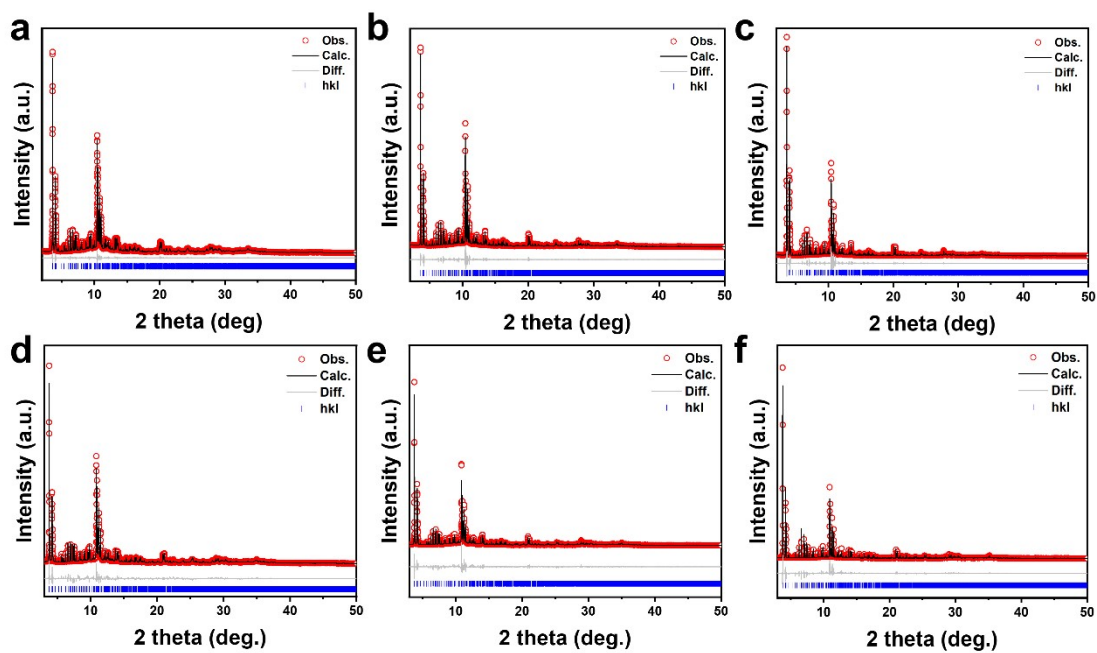 a
Obs.
Calc.
Diff.
hkl
Intensity (a.u.)
10 20 30 40 50
2 theta (deg)
b
Obs.
Calc.
Diff.
hkl
Intensity (a.u.)
10 20 30 40 50
2 theta (deg)
c
Obs.
Calc.
Diff.
hkl
Intensity (a.u.)
10 20 30 40 50
2 theta (deg)
d
Obs.
Calc.
Diff.
hkl
Intensity (a.u.)
10 20 30 40 50
2 theta (deg.)
e
Obs.
Calc.
Diff.
hkl
Intensity (a.u.)
10 20 30 40 50
2 theta (deg.)
f
Obs.
Calc.
Diff.
hkl
Intensity (a.u.)
10 20 30 40 50
2 theta (deg.)